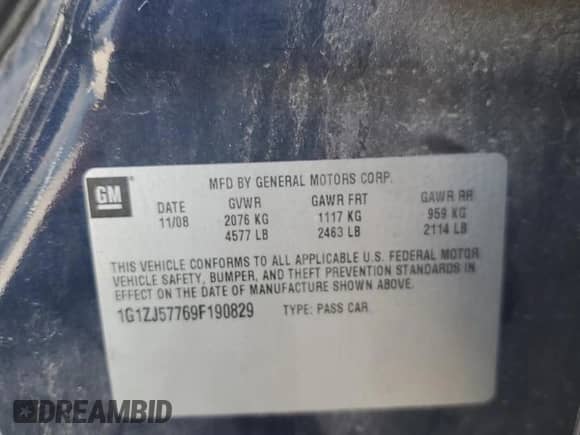 GM
MFD BY GENERAL MOTORS CORP.
DATE GVWR GAWR FRT GAWR RR
11/08 2076 KG 1117 KG 959 KG
4577 LB 2463 LB 2114 LB
THIS VEHICLE CONFORMS TO ALL APPLICABLE U.S. FEDERAL MOTOR
VEHICLE SAFETY, BUMPER, AND THEFT PREVENTION STANDARDS IN
EFFECT ON THE DATE OF MANUFACTURE SHOWN ABOVE.
1G1ZJ57769F190829 TYPE: PASS CAR
DREAMBID